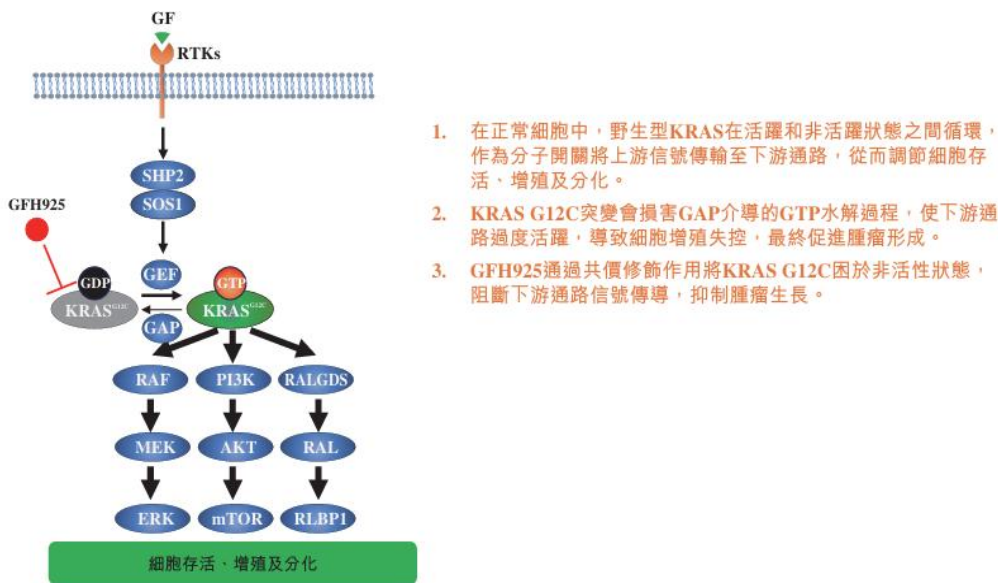 GF
RTKs
SHP2
SOS1
GFH925
GEF
GDP
GTP
KRAS^G12C
KRAS^G12C
GAP
RAF
PI3K
RALGDS
MEK
AKT
RAL
ERK
mTOR
RLBP1
細胞存活、增殖及分化
1. 在正常細胞中，野生型KRAS在活躍和非活躍狀態之間循環，
作為分子開關將上游信號傳輸至下游通路，從而調節細胞存
活、增殖及分化。
2. KRAS G12C突變會損害GAP介導的GTP水解過程，使下游通
路過度活躍，導致細胞增殖失控，最終促進腫瘤形成。
3. GFH925通過共價修飾作用將KRAS G12C困於非活性狀態，
阻斷下游通路信號傳導，抑制腫瘤生長。